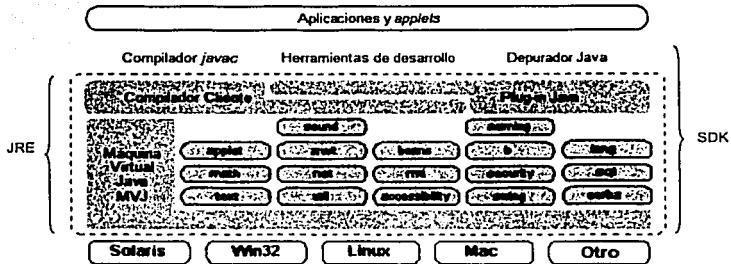 Aplicaciones y applets
Compilador javac Herramientas de desarrollo Depurador Java
Compilador Cliente Plug-in Java
JRE
SDK
Máquina Virtual Java MVJ
sound naming
applet awt beans lang
math net rmi security sql
text util accessibility swing corba
Solaris Win32 Linux Mac Otro